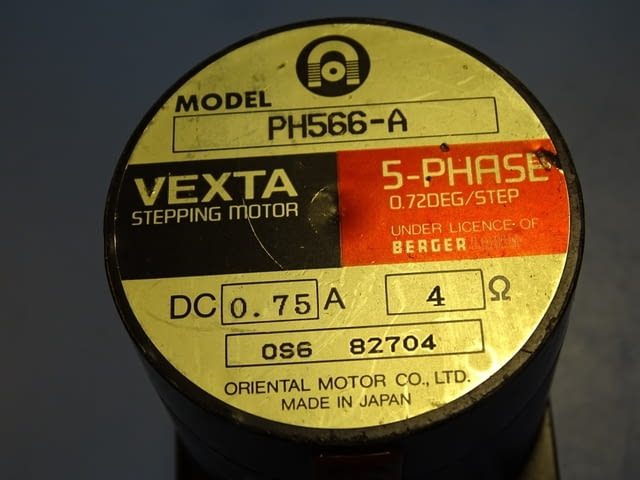 MODEL
PH566-A
VEXTA
STEPPING MOTOR
5-PHASE
0.72DEG/STEP
UNDER LICENCE OF
BERGER
DC 0.75 A 4 Ω
0S6 82704
ORIENTAL MOTOR CO., LTD.
MADE IN JAPAN